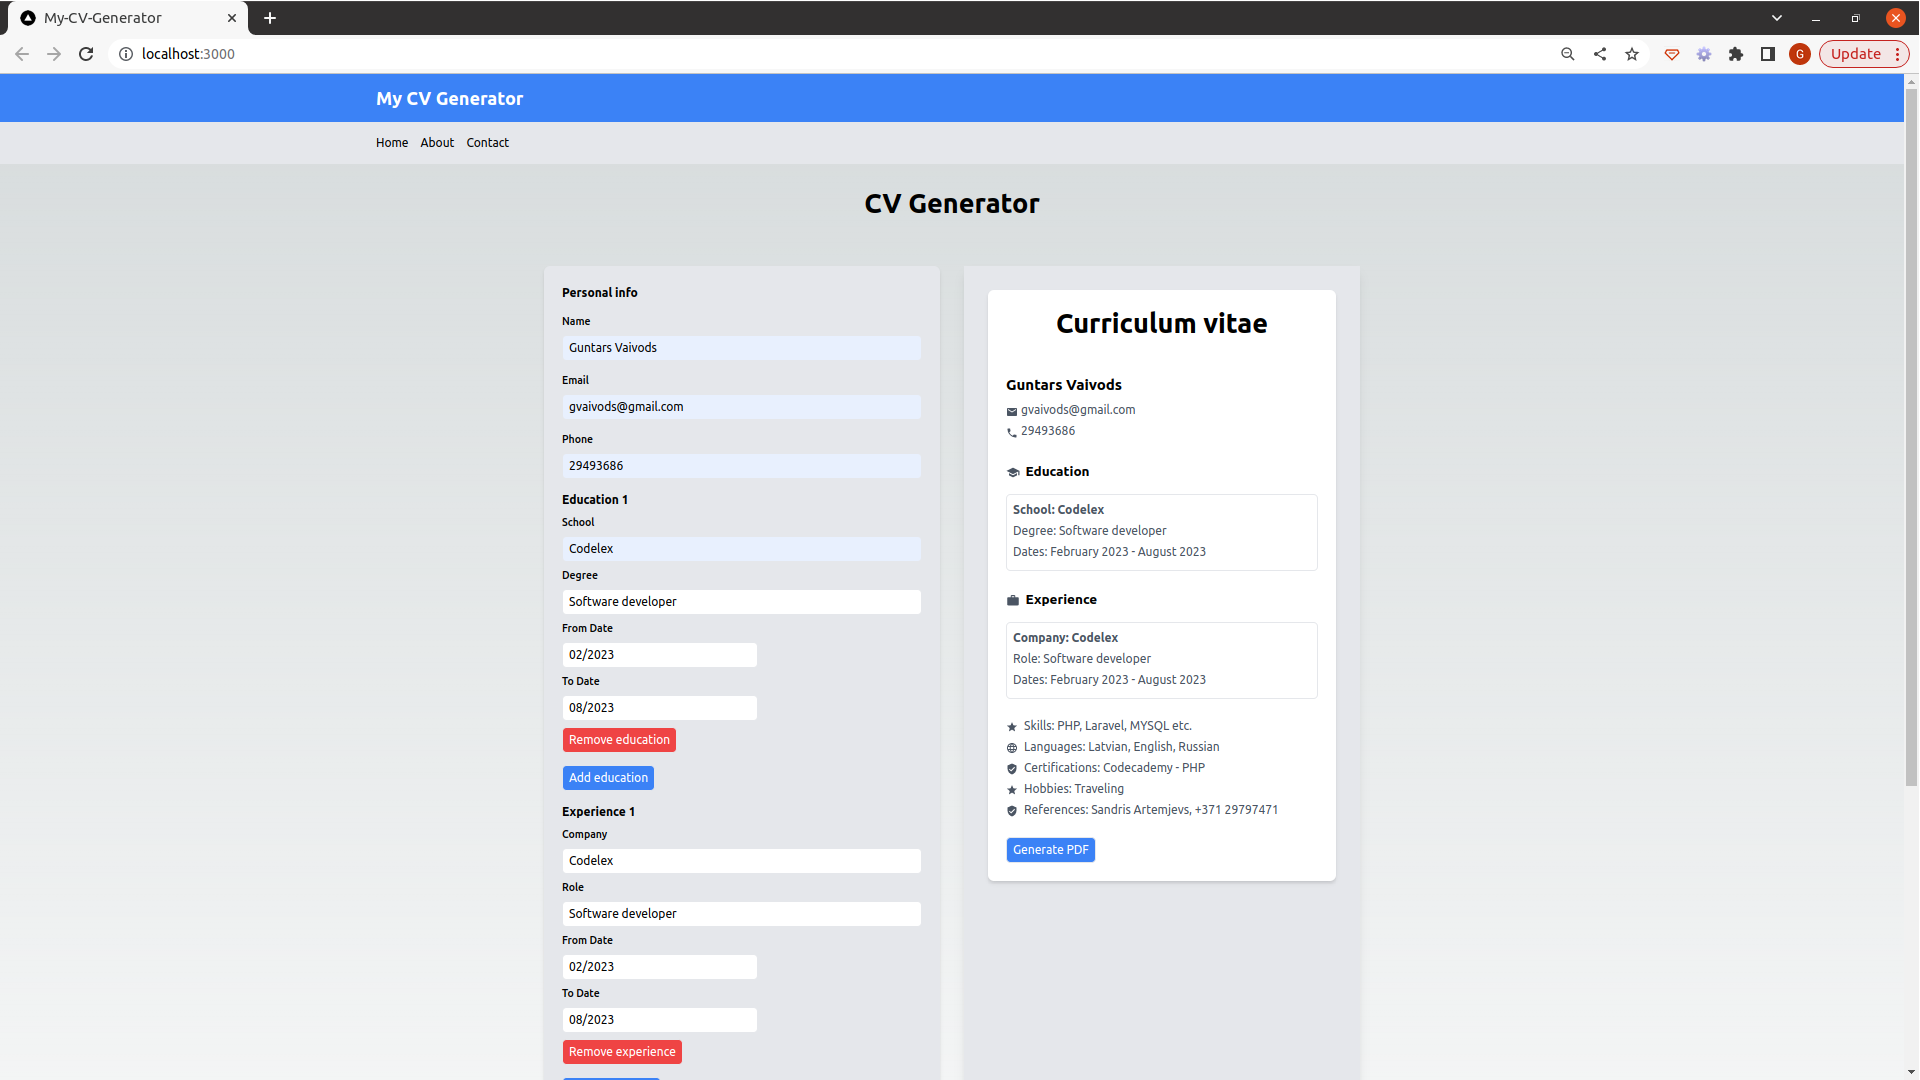 My-CV-Generator
localhost:3000
G
Update
My CV Generator
Home About Contact
CV Generator
Personal info
Name
Guntars Vaivods
Email
gvaivods@gmail.com
Phone
29493686
Education 1
School
Codelex
Degree
Software developer
From Date
02/2023
To Date
08/2023
Remove education
Add education
Experience 1
Company
Codelex
Role
Software developer
From Date
02/2023
To Date
08/2023
Remove experience
Curriculum vitae
Guntars Vaivods
gvaivods@gmail.com
29493686
Education
School: Codelex
Degree: Software developer
Dates: February 2023 - August 2023
Experience
Company: Codelex
Role: Software developer
Dates: February 2023 - August 2023
Skills: PHP, Laravel, MYSQL etc.
Languages: Latvian, English, Russian
Certifications: Codecademy - PHP
Hobbies: Traveling
References: Sandris Artemjevs, +371 29797471
Generate PDF